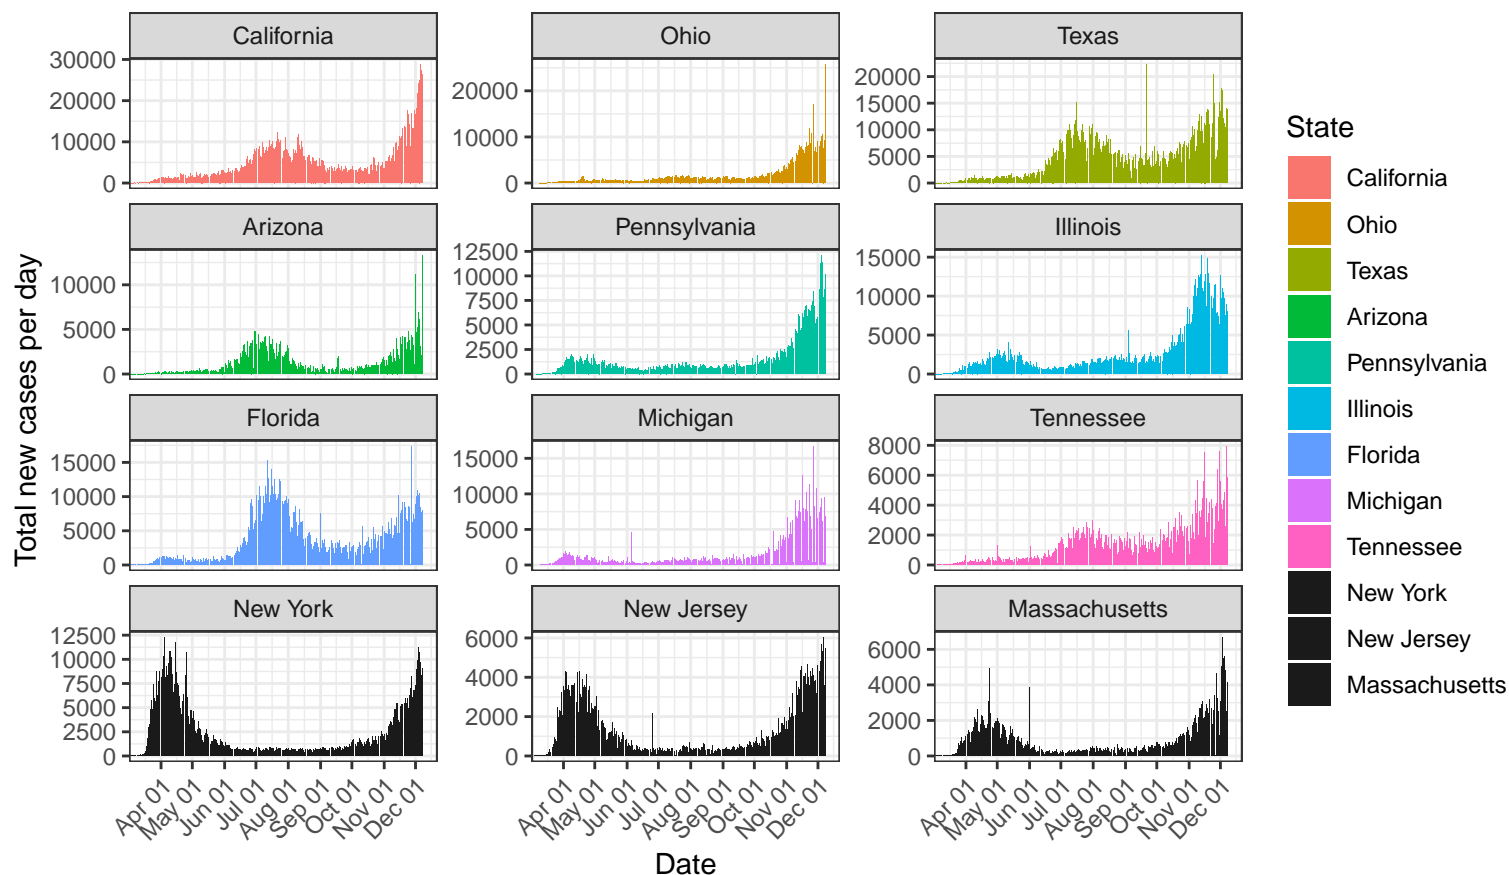 California
Ohio
Texas
30000
20000
10000
0
20000
10000
0
20000
15000
10000
5000
0
Arizona
Pennsylvania
Illinois
10000
5000
0
12500
10000
7500
5000
2500
0
15000
10000
5000
0
Florida
Michigan
Tennessee
15000
10000
5000
0
15000
10000
5000
0
8000
6000
4000
2000
0
New York
New Jersey
Massachusetts
12500
10000
7500
5000
2500
0
6000
4000
2000
0
6000
4000
2000
0
Apr 01
May 01
Jun 01
Jul 01
Aug 01
Sep 01
Oct 01
Nov 01
Dec 01
Apr 01
May 01
Jun 01
Jul 01
Aug 01
Sep 01
Oct 01
Nov 01
Dec 01
Apr 01
May 01
Jun 01
Jul 01
Aug 01
Sep 01
Oct 01
Nov 01
Dec 01
Date
Total new cases per day
State
California
Ohio
Texas
Arizona
Pennsylvania
Illinois
Florida
Michigan
Tennessee
New York
New Jersey
Massachusetts